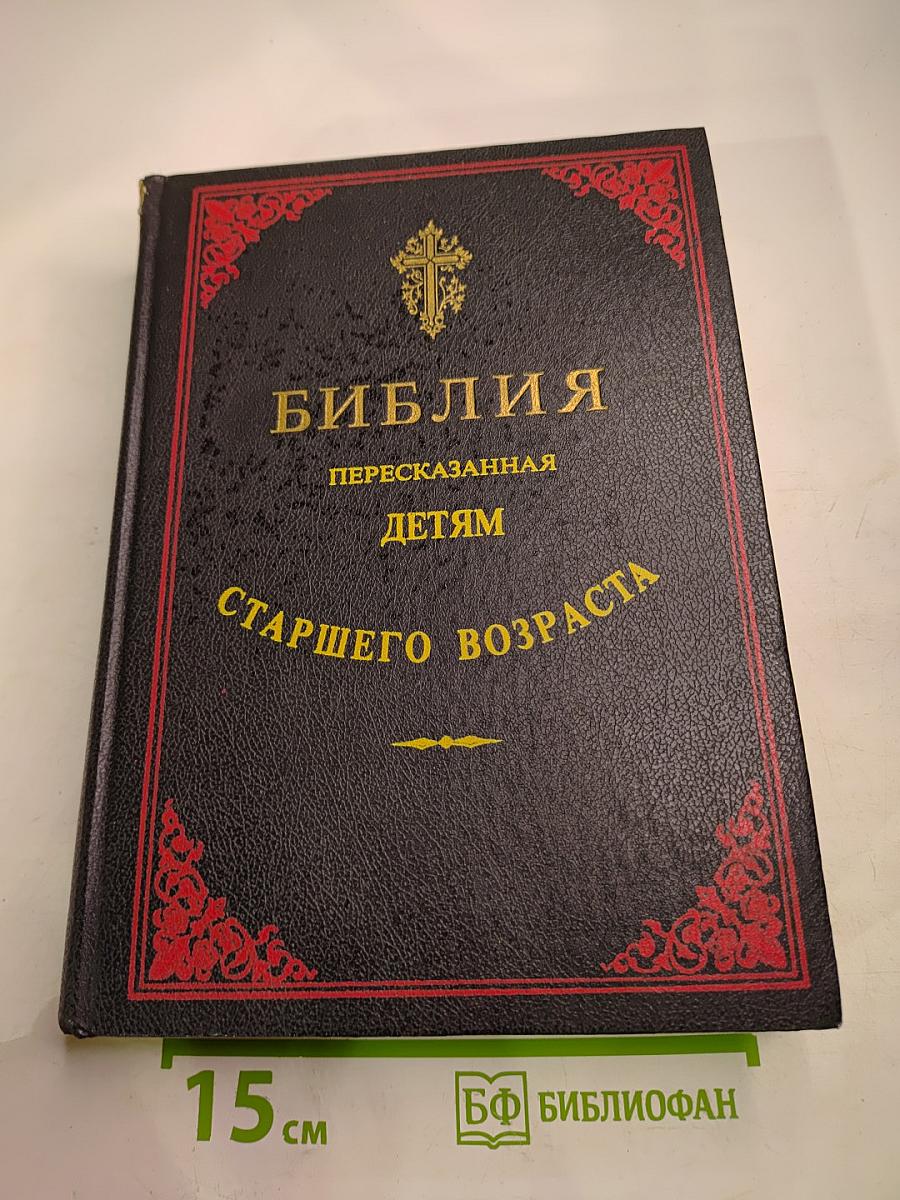 БИБЛИЯ
ПЕРЕСКАЗАННАЯ
ДЕТЯМ
СТАРШЕГО ВОЗРАСТА
15 см
БФ БИБЛИОФАН